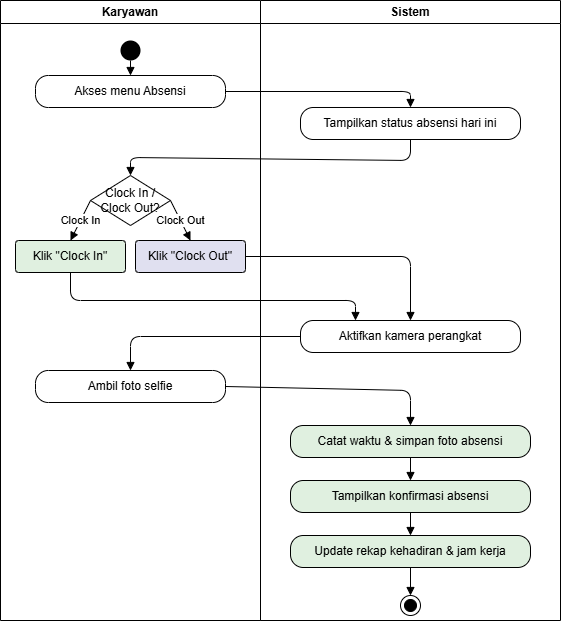 Karyawan
Sistem
Akses menu Absensi
Tampilkan status absensi hari ini
Clock In /
Clock Out?
Clock In
Clock Out
Klik "Clock In"
Klik "Clock Out"
Aktifkan kamera perangkat
Ambil foto selfie
Catat waktu & simpan foto absensi
Tampilkan konfirmasi absensi
Update rekap kehadiran & jam kerja